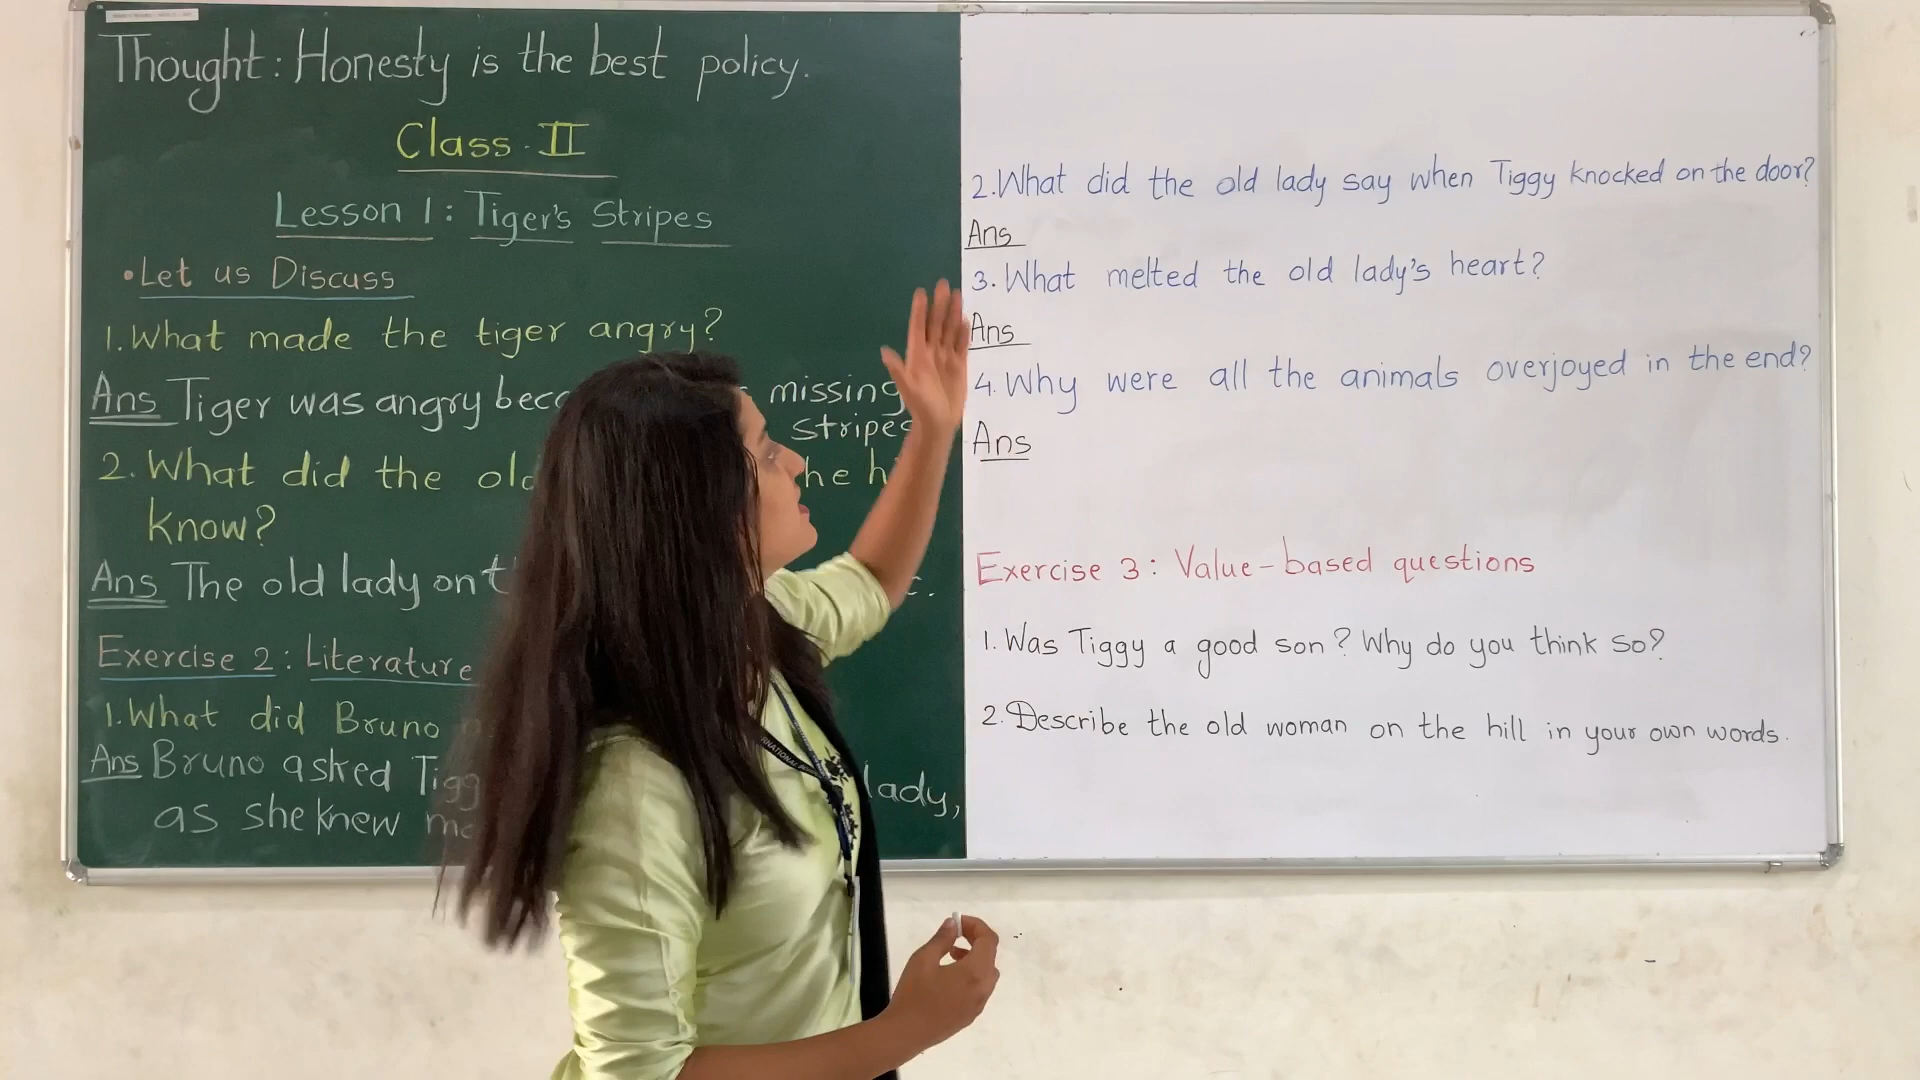 Thought: Honesty is the best policy.
Class - II
Lesson 1: Tiger's Stripes
• Let us Discuss
1. What made the tiger angry?
Ans Tiger was angry missing
stripes
2. What did the old
know?
Ans The old lady on
Exercise 2: Literature
1. What did Bruno
Ans Bruno asked lady,
as she knew
2. What did the old lady say when Tiggy knocked on the door?
Ans
3. What melted the old lady's heart?
Ans
4. Why were all the animals overjoyed in the end?
Ans
Exercise 3: Value-based questions
1. Was Tiggy a good son? Why do you think so?
2. Describe the old woman on the hill in your own words.